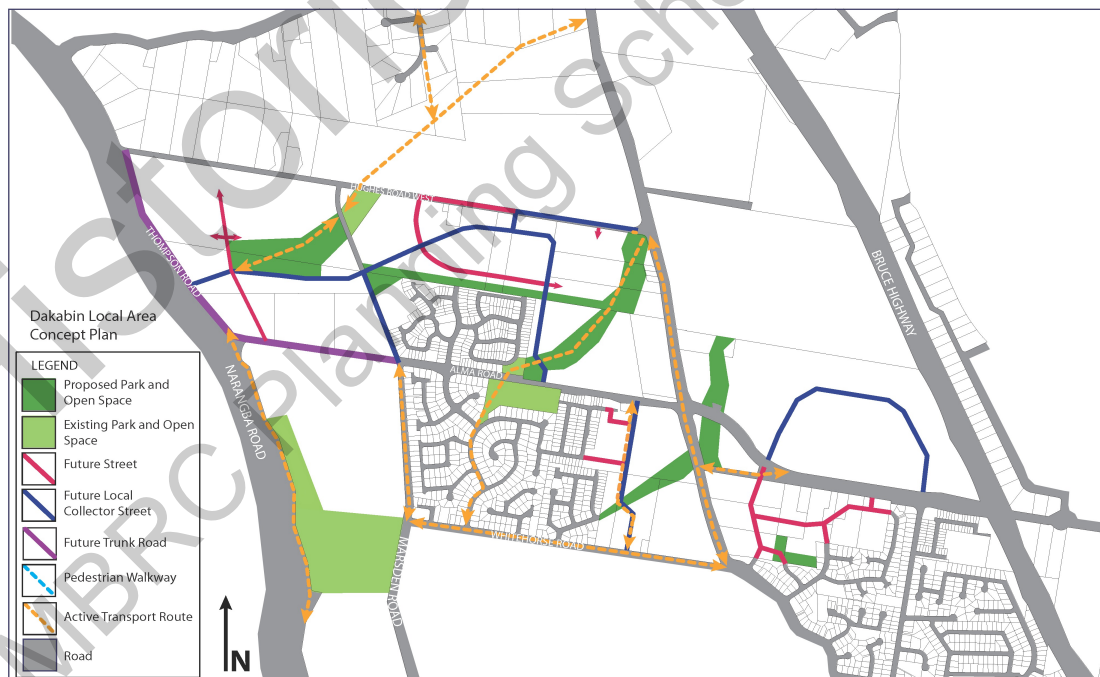 Historic
MBRC Planning Sch
HUGHES ROAD WEST
THOMPSON ROAD
BRUCE HIGHWAY
Dakabin Local Area
Concept Plan
LEGEND
Proposed Park and
Open Space
Existing Park and Open
Space
Future Street
Future Local
Collector Street
Future Trunk Road
Pedestrian Walkway
Active Transport Route
Road
ALMA ROAD
NARANGBA ROAD
WHITEHORSE ROAD
MARSDEN ROAD
N